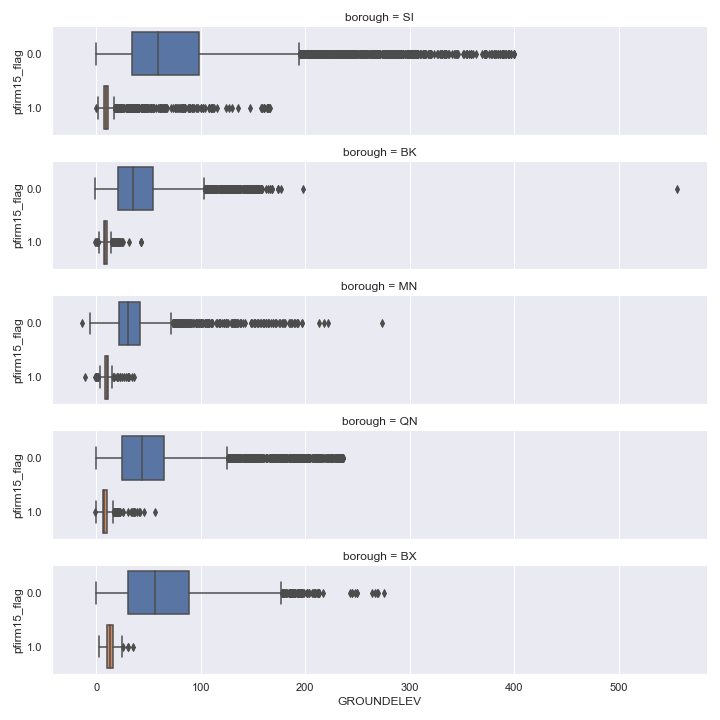 borough = SI
pfirm15_flag
0.0
1.0
borough = BK
pfirm15_flag
0.0
1.0
borough = MN
pfirm15_flag
0.0
1.0
borough = QN
pfirm15_flag
0.0
1.0
borough = BX
pfirm15_flag
0.0
1.0
0 100 200 300 400 500
GROUNDELEV